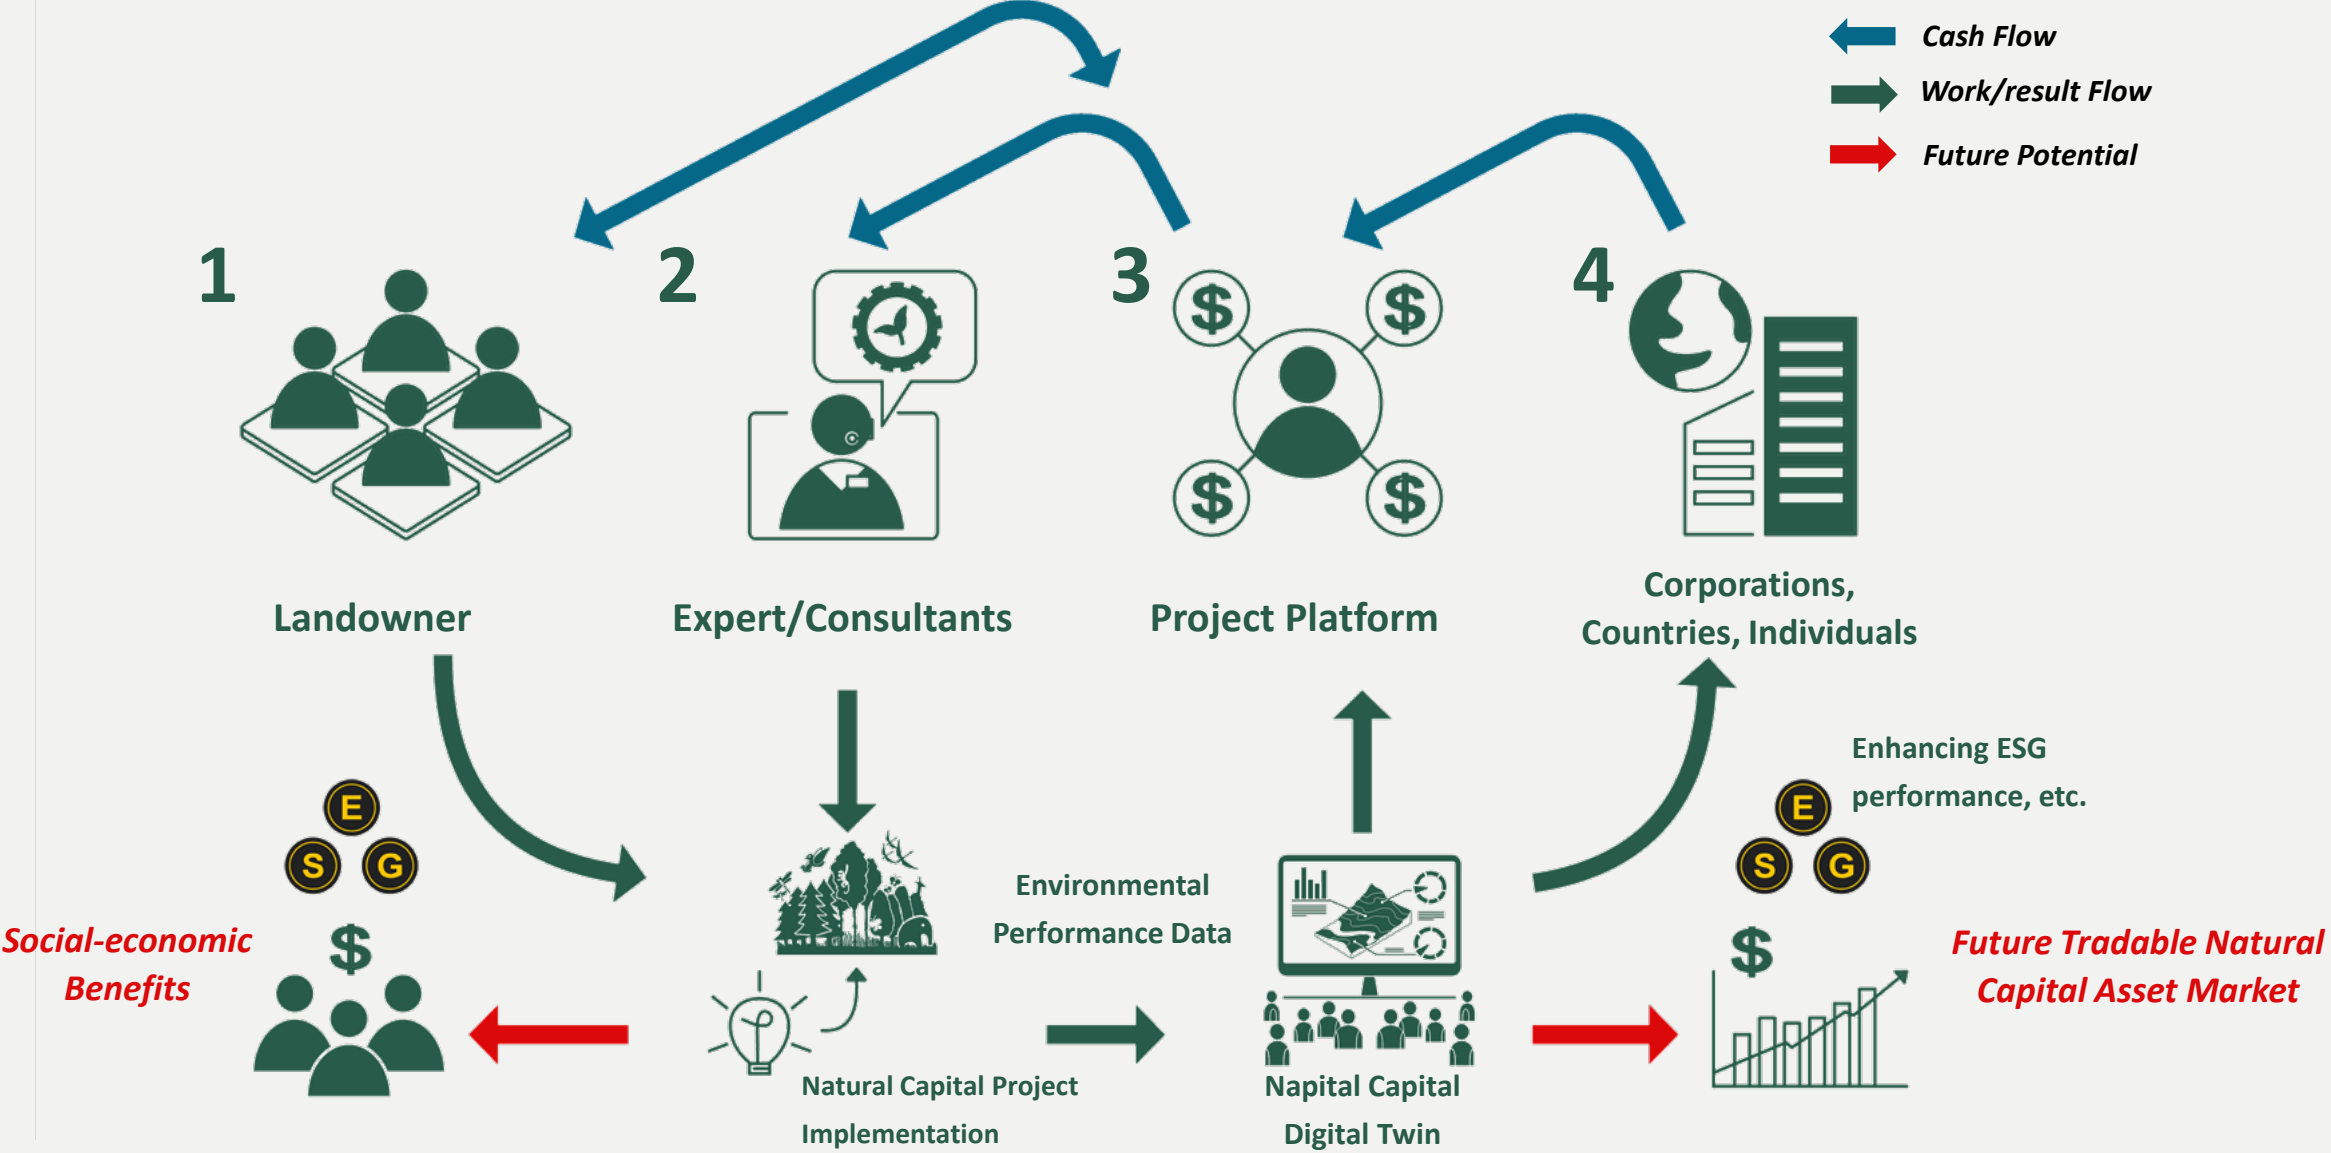 Cash Flow
Work/result Flow
Future Potential
1
2
3
4
$ $
$ $
Landowner
Expert/Consultants
Project Platform
Corporations,
Countries, Individuals
Enhancing ESG
performance, etc.
E
S G
E
S G
Environmental
Performance Data
Social-economic
Benefits
$
$
Future Tradable Natural
Capital Asset Market
Natural Capital Project
Implementation
Napital Capital
Digital Twin